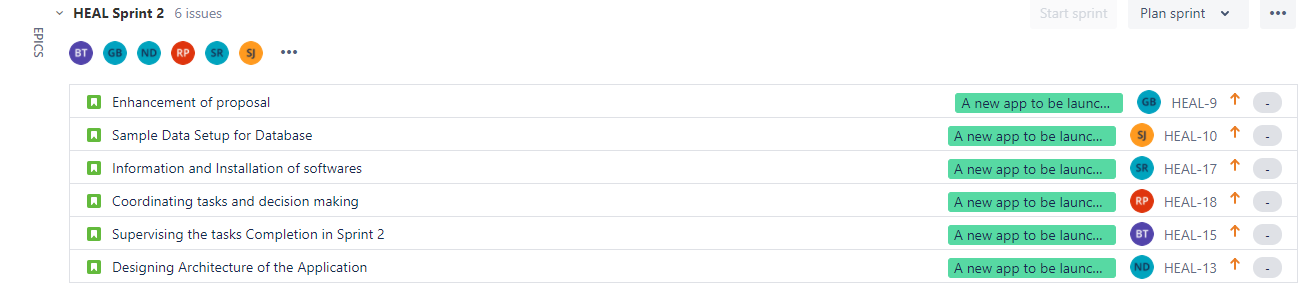 HEAL Sprint 2 6 issues Start sprint Plan sprint •••
EPICS
BT GB ND RP SR SJ •••
Enhancement of proposal A new app to be launc... GB HEAL-9 -
Sample Data Setup for Database A new app to be launc... SJ HEAL-10 -
Information and Installation of softwares A new app to be launc... SR HEAL-17 -
Coordinating tasks and decision making A new app to be launc... RP HEAL-18 -
Supervising the tasks Completion in Sprint 2 A new app to be launc... BT HEAL-15 -
Designing Architecture of the Application A new app to be launc... ND HEAL-13 -